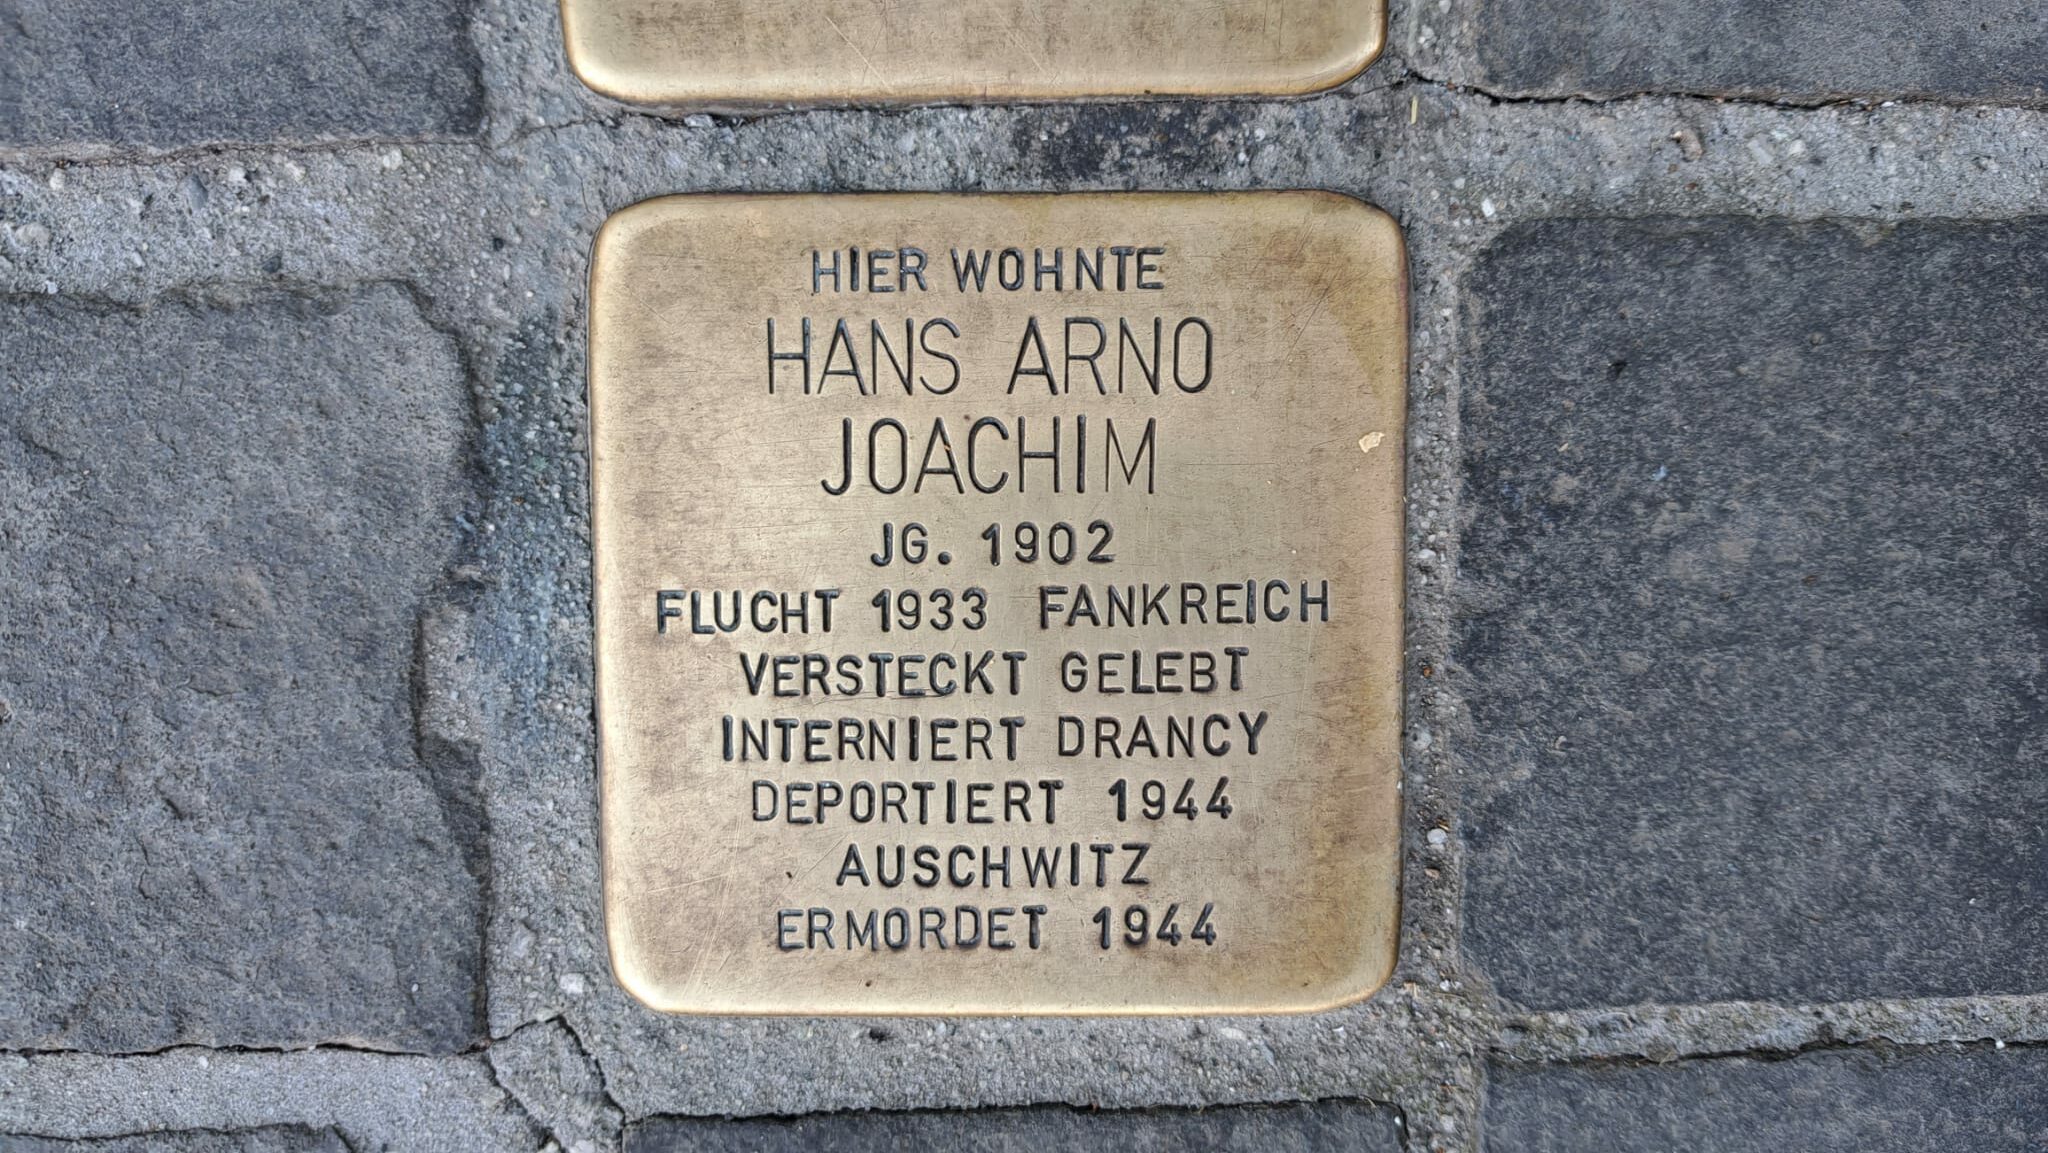 HIER WOHNTE
HANS ARNO
JOACHIM
JG. 1902
FLUCHT 1933 FANKREICH
VERSTECKT GELEBT
INTERNIERT DRANCY
DEPORTIERT 1944
AUSCHWITZ
ERMORDET 1944